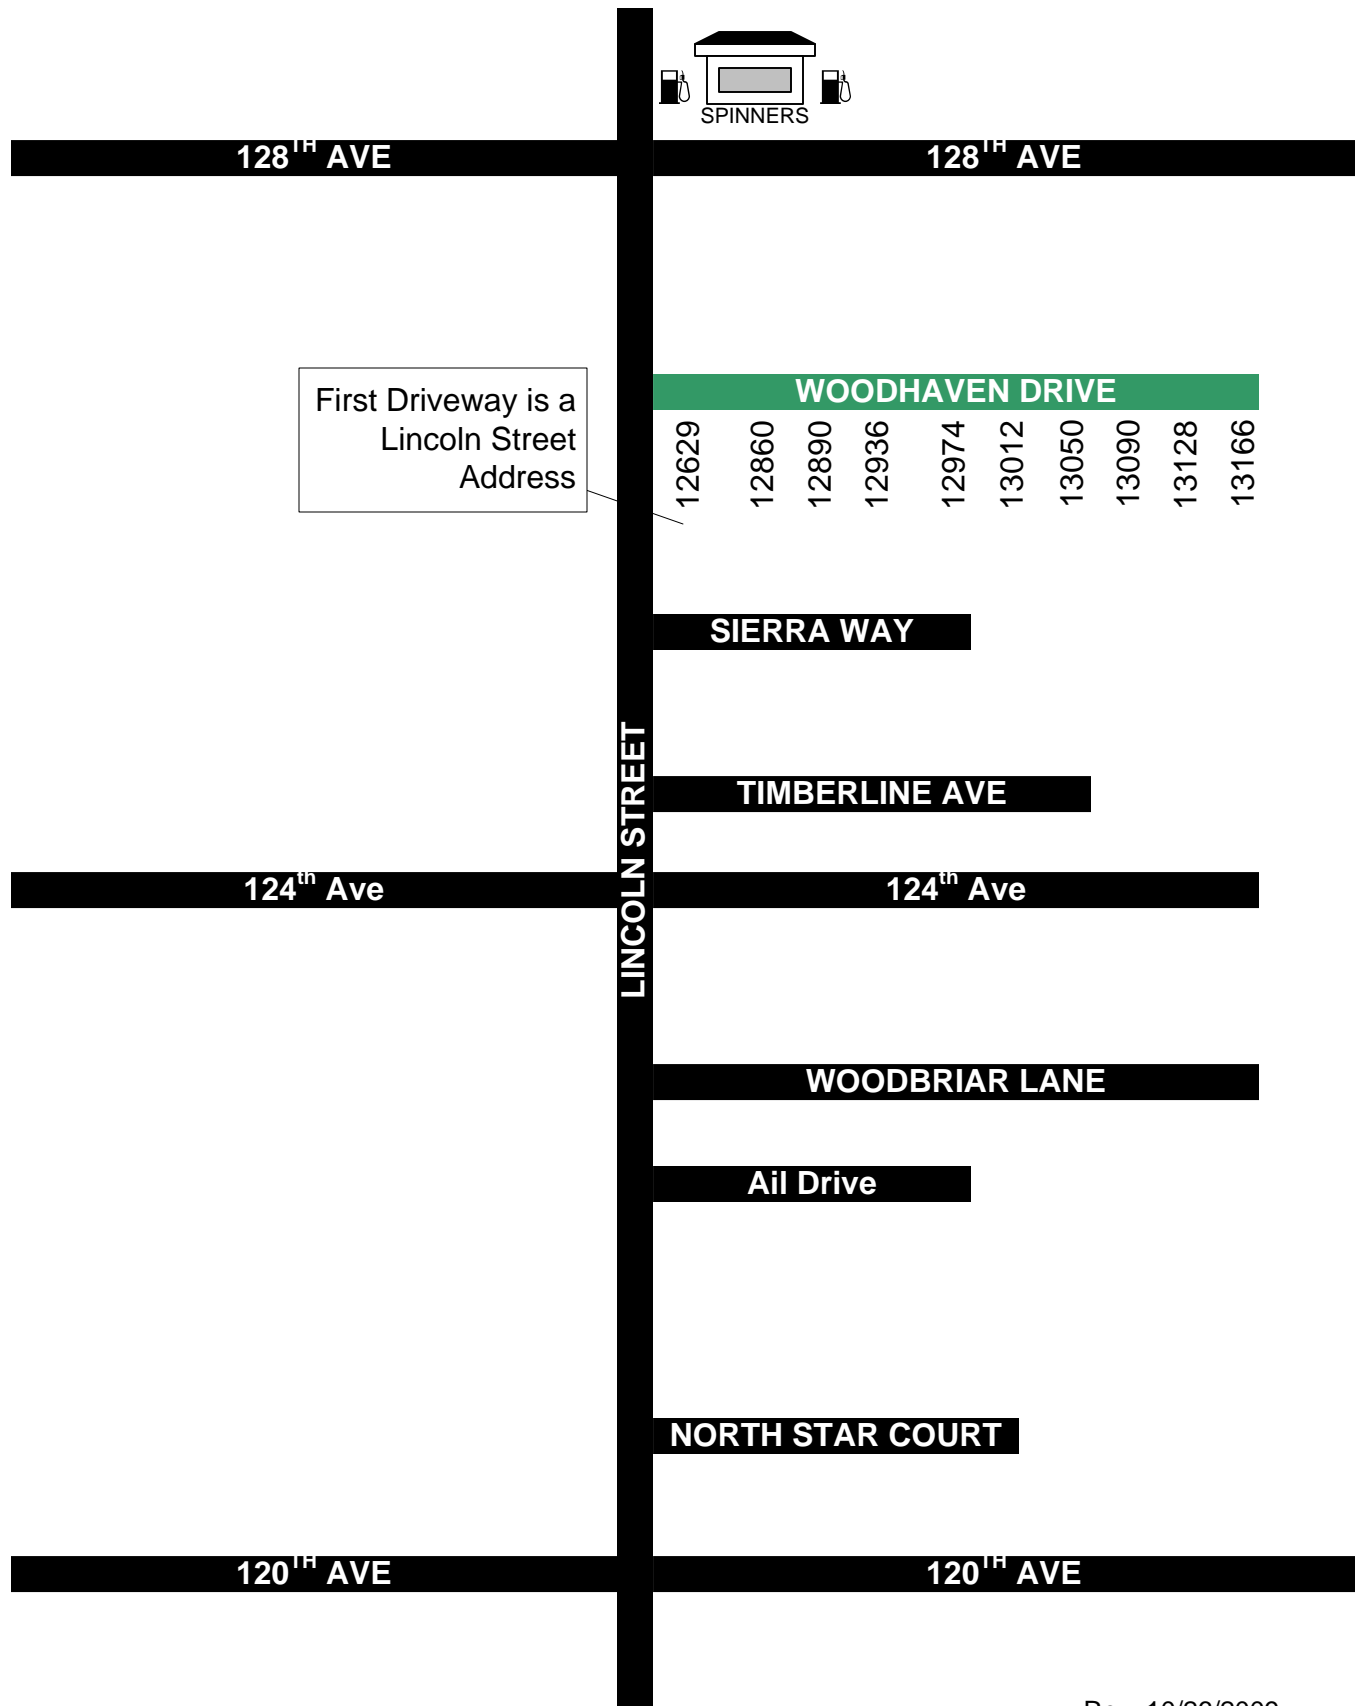 SPINNERS
128TH AVE
128TH AVE
First Driveway is a
Lincoln Street
Address
WOODHAVEN DRIVE
12629
12860
12890
12936
12974
13012
13050
13090
13128
13166
SIERRA WAY
LINCOLN STREET
TIMBERLINE AVE
124th Ave
124th Ave
WOODBRIAR LANE
Ail Drive
NORTH STAR COURT
120TH AVE
120TH AVE